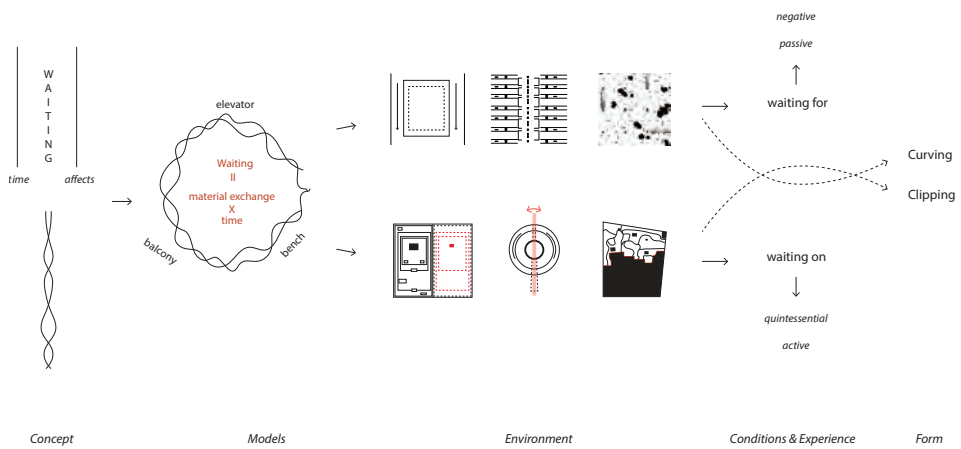 WAITING
time
affects
elevator
balcony
bench
Waiting
II
material exchange
X
time
negative
passive
waiting for
waiting on
quintessential
active
Curving
Clipping
Concept
Models
Environment
Conditions & Experience
Form